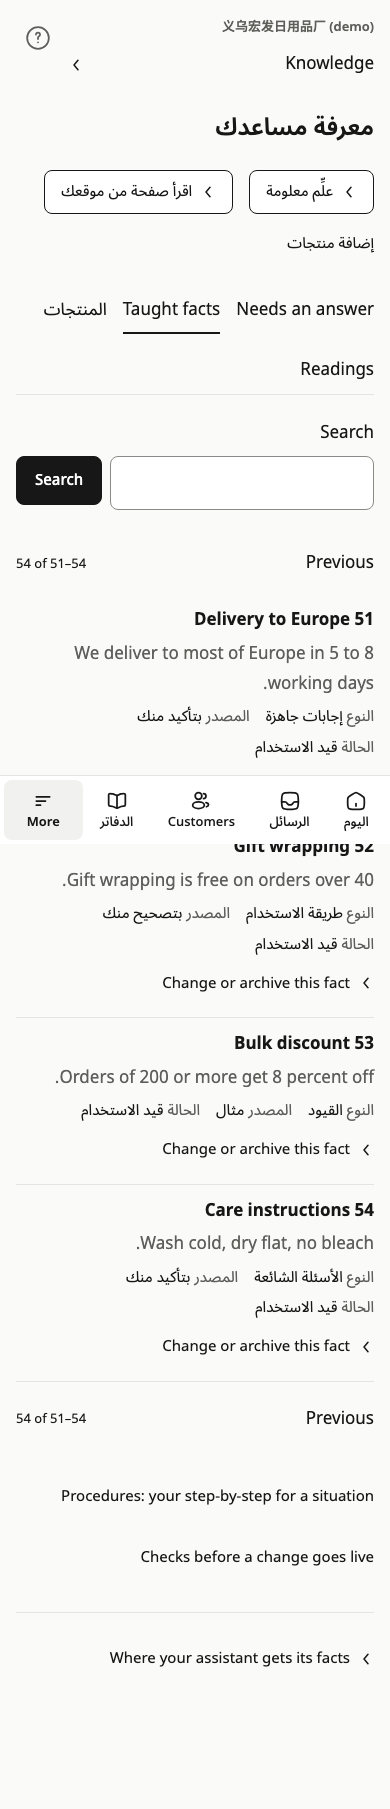 义乌宏发日用品厂 (demo)
Knowledge
معرفة مساعدك
علِّم معلومة
اقرأ صفحة من موقعك
إضافة منتجات
Needs an answer
Taught facts
المنتجات
Readings
Search
Search
Previous
54 of 51–54
Delivery to Europe 51
We deliver to most of Europe in 5 to 8
.working days
النوع إجابات جاهزة المصدر بتأكيد منك
الحالة قيد الاستخدام
اليوم
الرسائل
Customers
الدفاتر
More
Gift wrapping 52
.Gift wrapping is free on orders over 40
النوع طريقة الاستخدام المصدر بتصحيح منك
الحالة قيد الاستخدام
Change or archive this fact
Bulk discount 53
.Orders of 200 or more get 8 percent off
النوع القيود المصدر مثال الحالة قيد الاستخدام
Change or archive this fact
Care instructions 54
.Wash cold, dry flat, no bleach
النوع الأسئلة الشائعة المصدر بتأكيد منك
الحالة قيد الاستخدام
Change or archive this fact
Previous
54 of 51–54
Procedures: your step-by-step for a situation
Checks before a change goes live
Where your assistant gets its facts